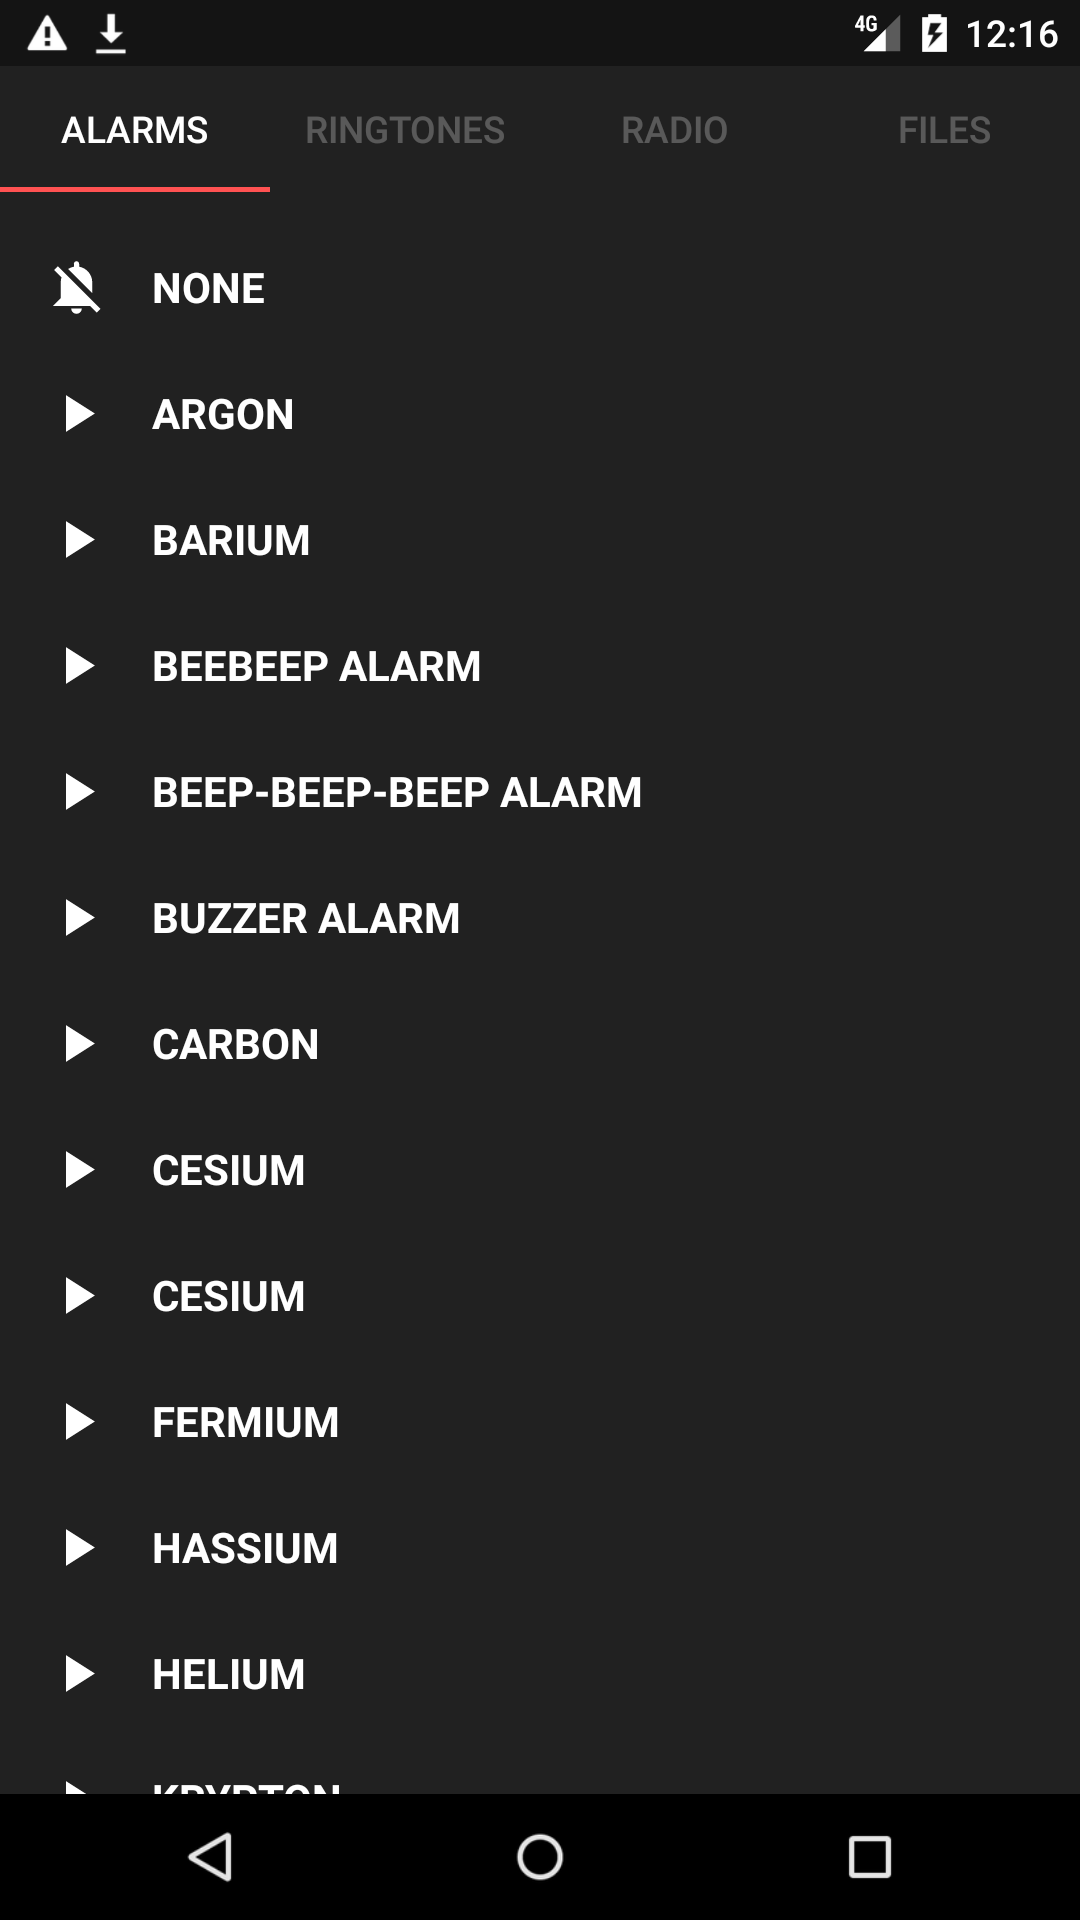 4G 12:16
ALARMS RINGTONES RADIO FILES
NONE
ARGON
BARIUM
BEEBEEP ALARM
BEEP-BEEP-BEEP ALARM
BUZZER ALARM
CARBON
CESIUM
CESIUM
FERMIUM
HASSIUM
HELIUM
KRYPTON